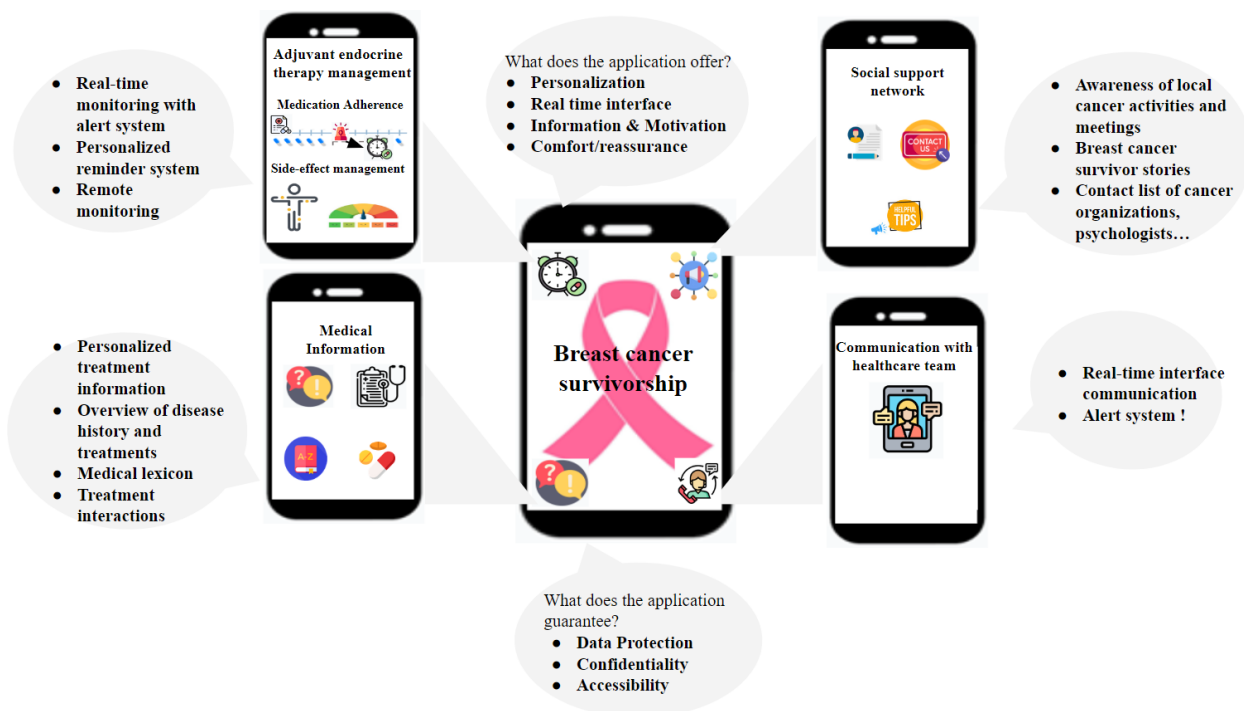 Adjuvant endocrine
therapy management
Medication Adherence
Side-effect management
● Real-time
monitoring with
alert system
● Personalized
reminder system
● Remote
monitoring
What does the application offer?
● Personalization
● Real time interface
● Information & Motivation
● Comfort/reassurance
Social support
network
CONTACT
US
HELPFUL
TIPS
● Awareness of local
cancer activities and
meetings
● Breast cancer
survivor stories
● Contact list of cancer
organizations,
psychologists…
Medical
Information
?
!
A-Z
● Personalized
treatment
information
● Overview of disease
history and
treatments
● Medical lexicon
● Treatment
interactions
Breast cancer
survivorship
?
!
Communication with
healthcare team
● Real-time interface
communication
● Alert system !
What does the application
guarantee?
● Data Protection
● Confidentiality
● Accessibility